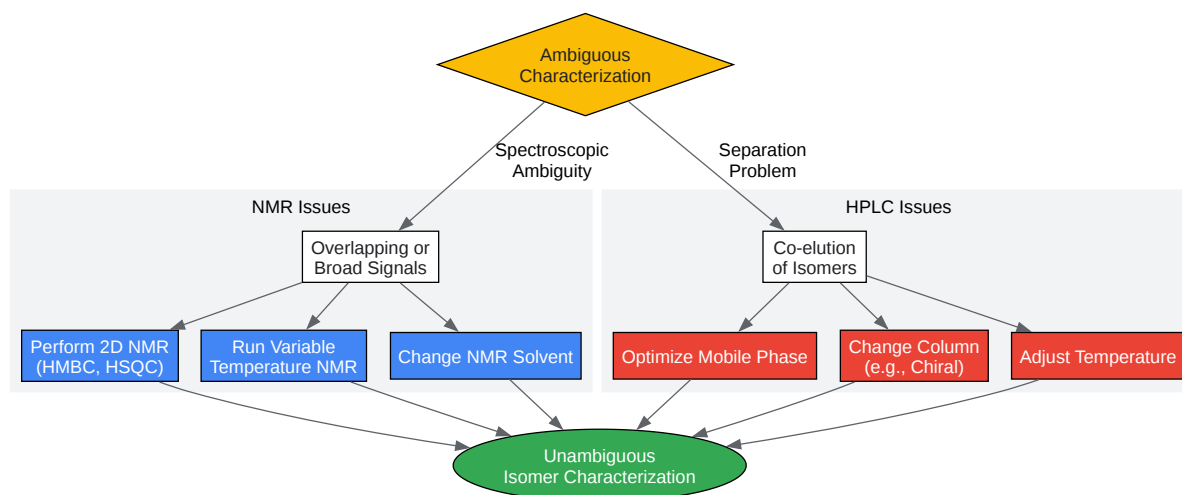 Ambiguous
Characterization
Spectroscopic
Ambiguity
Separation
Problem
NMR Issues
HPLC Issues
Overlapping or
Broad Signals
Co-elution
of Isomers
Perform 2D NMR
(HMBC, HSQC)
Run Variable
Temperature NMR
Change NMR Solvent
Optimize Mobile Phase
Change Column
(e.g., Chiral)
Adjust Temperature
Unambiguous
Isomer Characterization